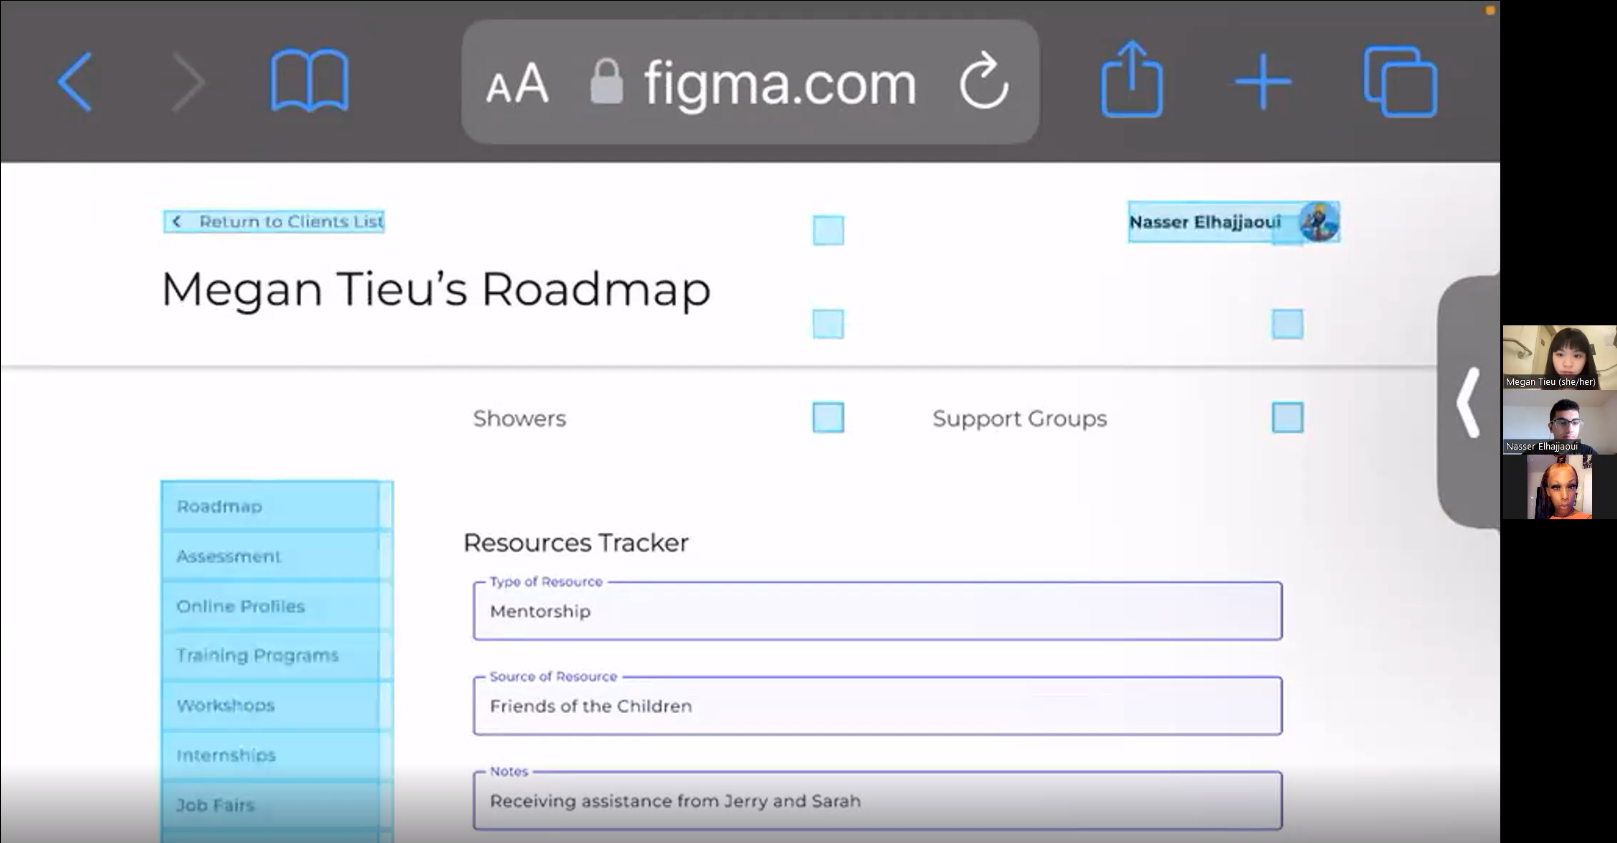 AA figma.com
Return to Clients List
Nasser Elhajjaoui
Megan Tieu’s Roadmap
Showers
Support Groups
Roadmap
Assessment
Online Profiles
Training Programs
Workshops
Internships
Job Fairs
Resources Tracker
Type of Resource
Mentorship
Source of Resource
Friends of the Children
Notes
Receiving assistance from Jerry and Sarah
Megan Tieu (she/her)
Nasser Elhajjaoui